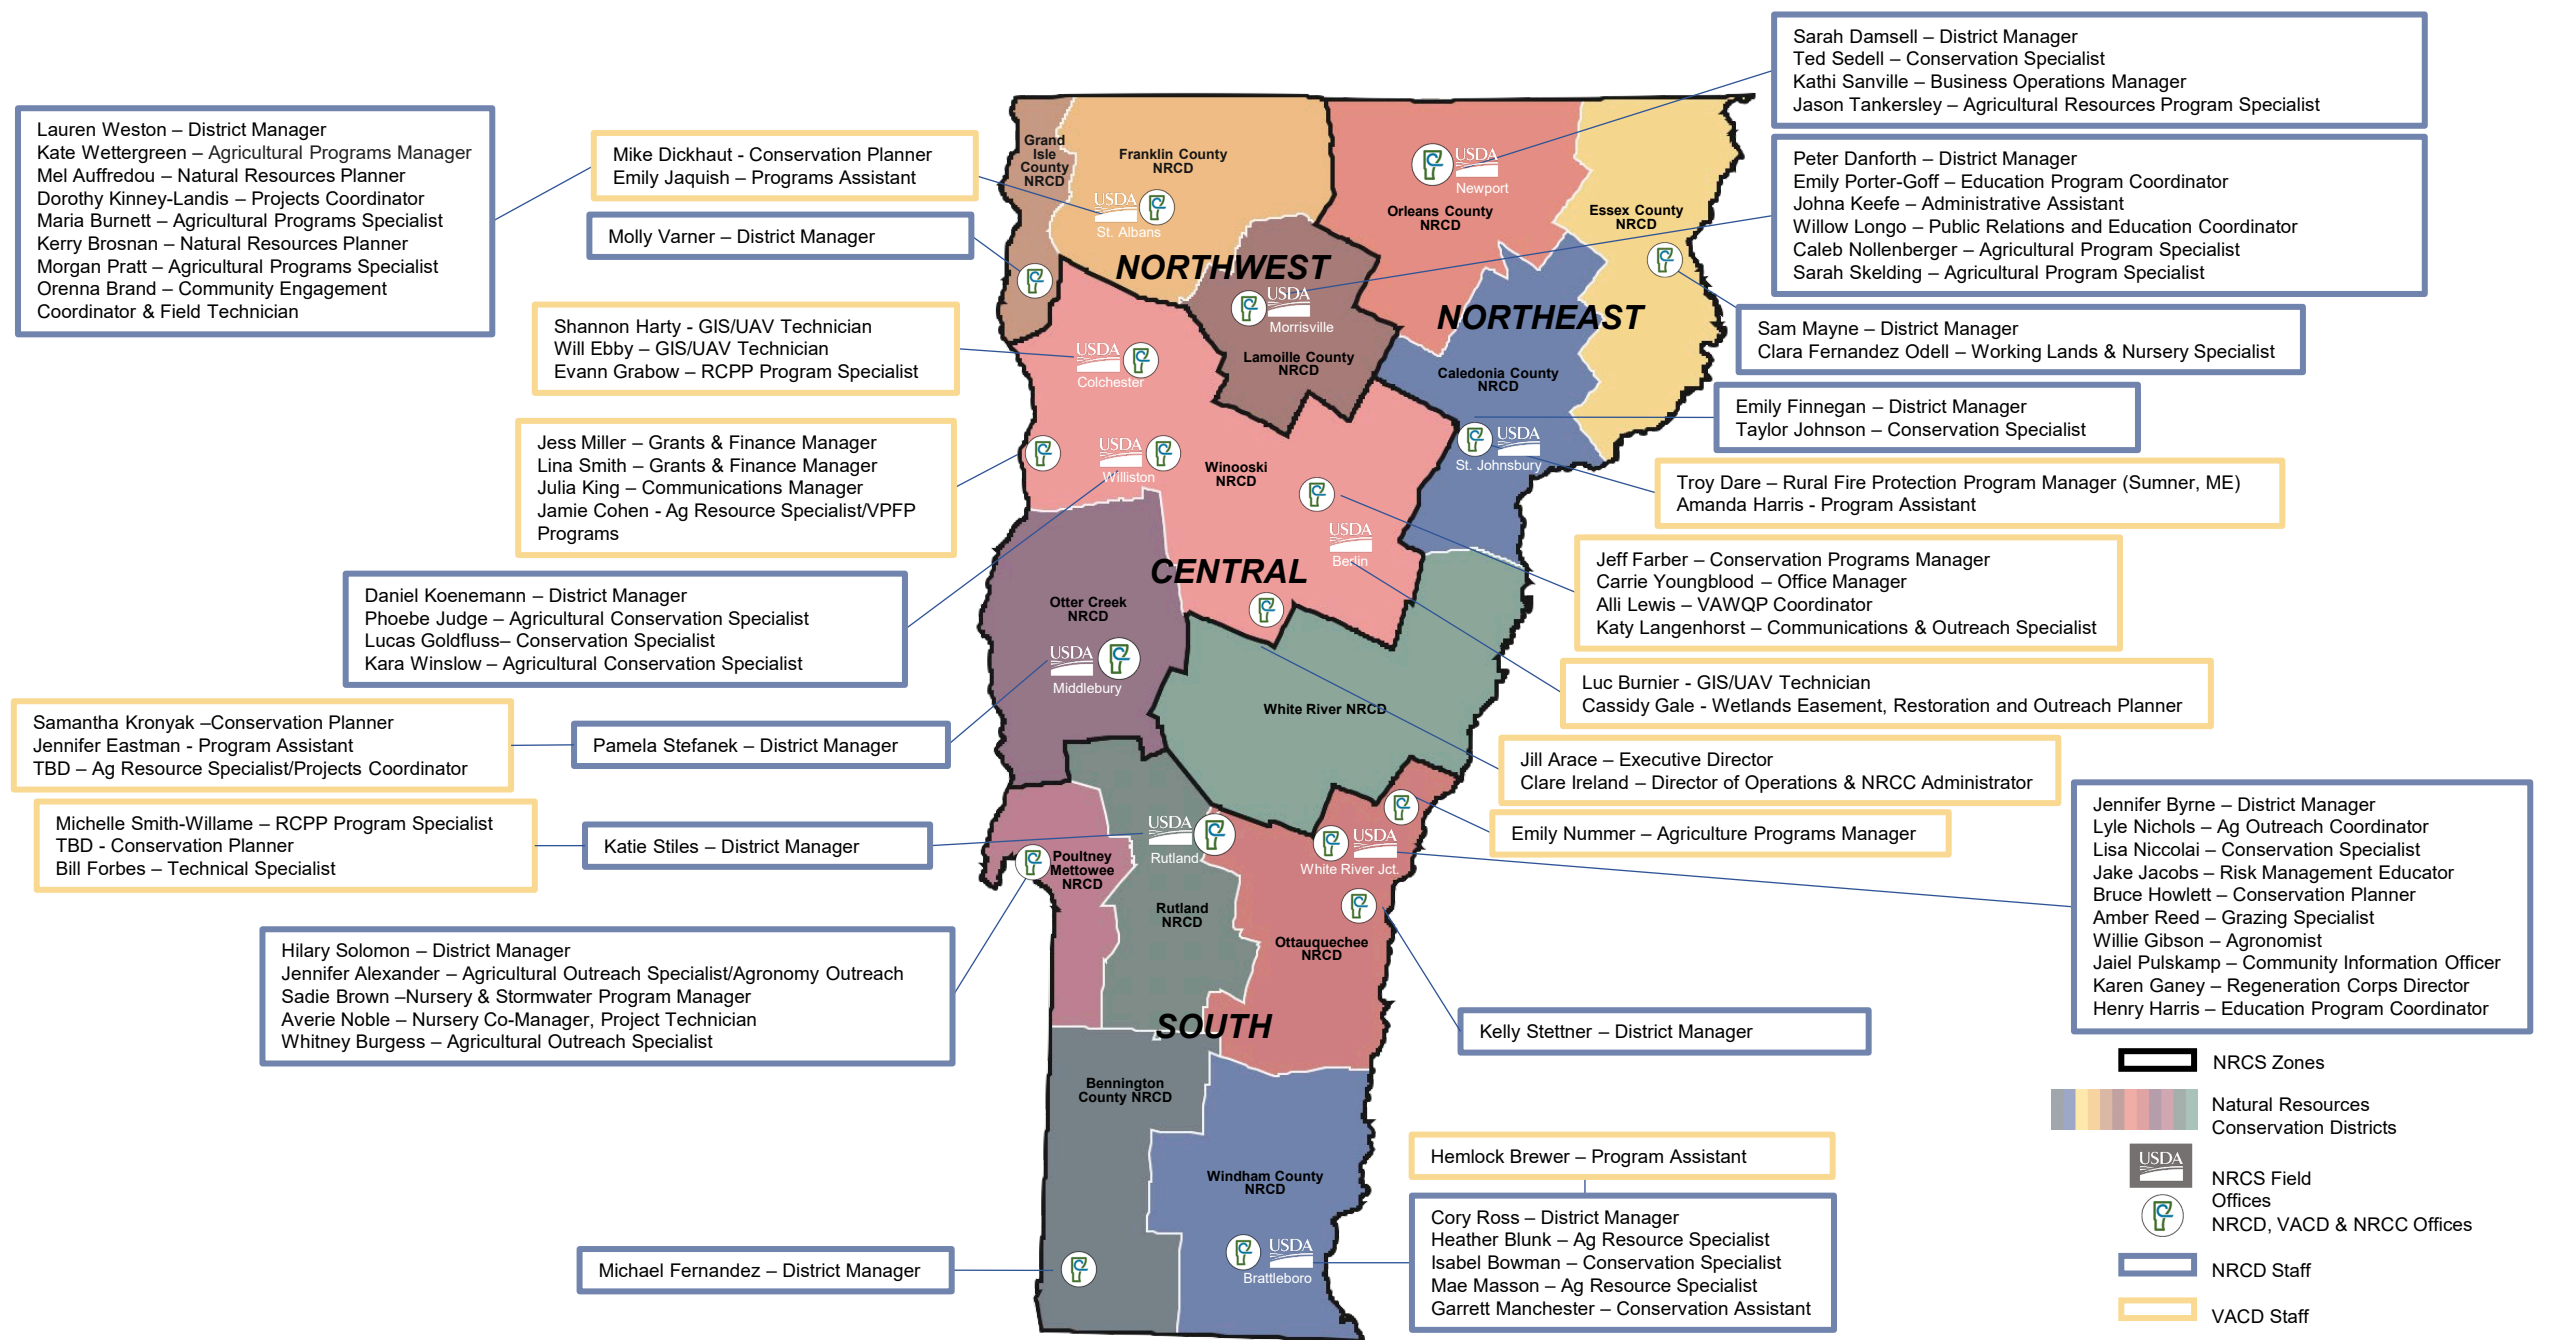 Lauren Weston – District Manager
Kate Wettergreen – Agricultural Programs Manager
Mel Auffredou – Natural Resources Planner
Dorothy Kinney-Landis – Projects Coordinator
Maria Burnett – Agricultural Programs Specialist
Kerry Brosnan – Natural Resources Planner
Morgan Pratt – Agricultural Programs Specialist
Orenna Brand – Community Engagement
Coordinator & Field Technician
Mike Dickhaut - Conservation Planner
Emily Jaquish – Programs Assistant
Molly Varner – District Manager
Shannon Harty - GIS/UAV Technician
Will Ebby – GIS/UAV Technician
Evann Grabow – RCPP Program Specialist
Jess Miller – Grants & Finance Manager
Lina Smith – Grants & Finance Manager
Julia King – Communications Manager
Jamie Cohen - Ag Resource Specialist/VPFP
Programs
Daniel Koenemann – District Manager
Phoebe Judge – Agricultural Conservation Specialist
Lucas Goldfluss– Conservation Specialist
Kara Winslow – Agricultural Conservation Specialist
Samantha Kronyak –Conservation Planner
Jennifer Eastman - Program Assistant
TBD – Ag Resource Specialist/Projects Coordinator
Pamela Stefanek – District Manager
Michelle Smith-Willame – RCPP Program Specialist
TBD - Conservation Planner
Bill Forbes – Technical Specialist
Katie Stiles – District Manager
Hilary Solomon – District Manager
Jennifer Alexander – Agricultural Outreach Specialist/Agronomy Outreach
Sadie Brown –Nursery & Stormwater Program Manager
Averie Noble – Nursery Co-Manager, Project Technician
Whitney Burgess – Agricultural Outreach Specialist
Michael Fernandez – District Manager
Grand
Isle
County
NRCD
Franklin County
NRCD
USDA
St. Albans
NORTHWEST
USDA
Morrisville
Lamoille County
NRCD
USDA
Newport
Orleans County
NRCD
Essex County
NRCD
NORTHEAST
Caledonia County
NRCD
USDA
St. Johnsbury
USDA
Colchester
USDA
Williston
Winooski
NRCD
USDA
Berlin
CENTRAL
Otter Creek
NRCD
USDA
Middlebury
White River NRCD
USDA
Rutland
Poultney
Mettowee
NRCD
Rutland
NRCD
USDA
White River Jct.
Ottauquechee
NRCD
SOUTH
Bennington
County NRCD
Windham County
NRCD
USDA
Brattleboro
Sarah Damsell – District Manager
Ted Sedell – Conservation Specialist
Kathi Sanville – Business Operations Manager
Jason Tankersley – Agricultural Resources Program Specialist
Peter Danforth – District Manager
Emily Porter-Goff – Education Program Coordinator
Johna Keefe – Administrative Assistant
Willow Longo – Public Relations and Education Coordinator
Caleb Nollenberger – Agricultural Program Specialist
Sarah Skelding – Agricultural Program Specialist
Sam Mayne – District Manager
Clara Fernandez Odell – Working Lands & Nursery Specialist
Emily Finnegan – District Manager
Taylor Johnson – Conservation Specialist
Troy Dare – Rural Fire Protection Program Manager (Sumner, ME)
Amanda Harris - Program Assistant
Jeff Farber – Conservation Programs Manager
Carrie Youngblood – Office Manager
Alli Lewis – VAWQP Coordinator
Katy Langenhorst – Communications & Outreach Specialist
Luc Burnier - GIS/UAV Technician
Cassidy Gale - Wetlands Easement, Restoration and Outreach Planner
Jill Arace – Executive Director
Clare Ireland – Director of Operations & NRCC Administrator
Emily Nummer – Agriculture Programs Manager
Jennifer Byrne – District Manager
Lyle Nichols – Ag Outreach Coordinator
Lisa Niccolai – Conservation Specialist
Jake Jacobs – Risk Management Educator
Bruce Howlett – Conservation Planner
Amber Reed – Grazing Specialist
Willie Gibson – Agronomist
Jaiel Pulskamp – Community Information Officer
Karen Ganey – Regeneration Corps Director
Henry Harris – Education Program Coordinator
Kelly Stettner – District Manager
Hemlock Brewer – Program Assistant
Cory Ross – District Manager
Heather Blunk – Ag Resource Specialist
Isabel Bowman – Conservation Specialist
Mae Masson – Ag Resource Specialist
Garrett Manchester – Conservation Assistant
NRCS Zones
Natural Resources
Conservation Districts
USDA
NRCS Field
Offices
NRCD, VACD & NRCC Offices
NRCD Staff
VACD Staff